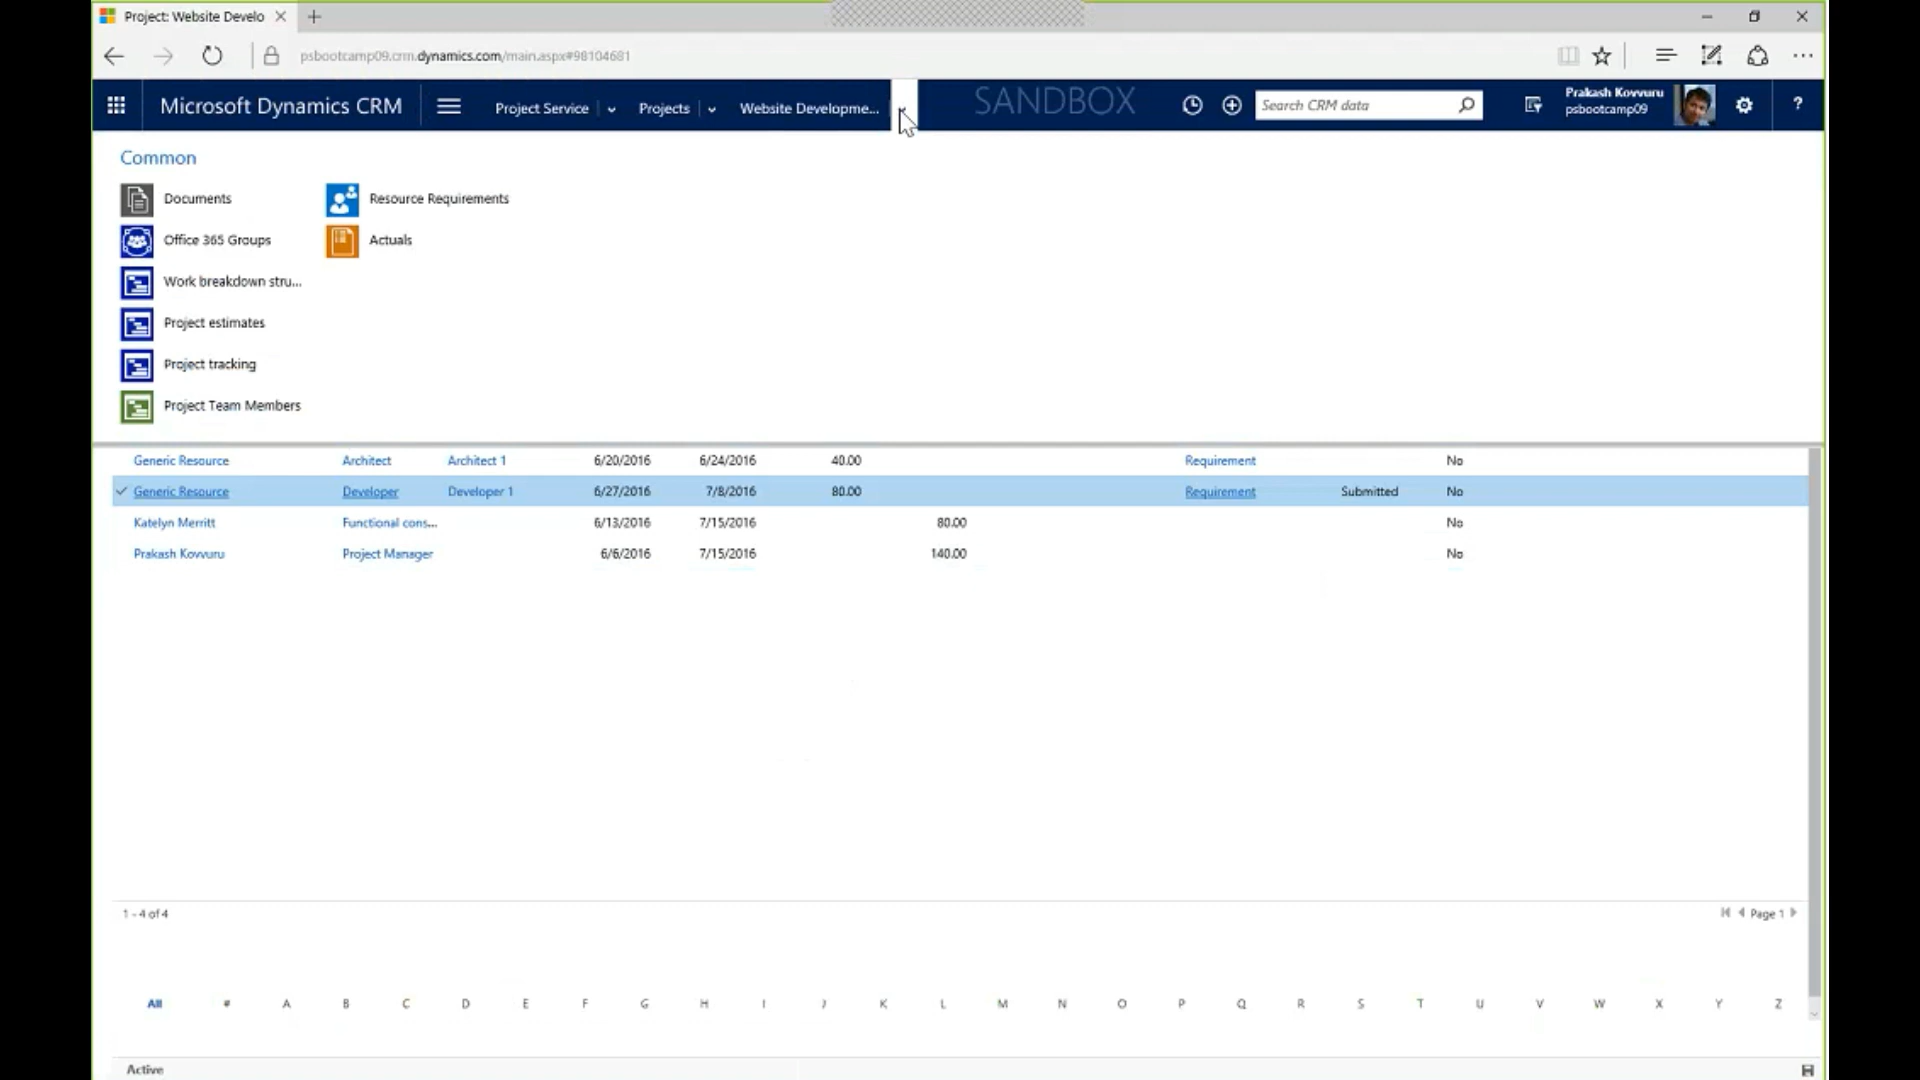 Project: Website Develo
psbootcamp09.crm.dynamics.com/main.aspx#98104681
Microsoft Dynamics CRM
Project Service
Projects
Website Developme...
SANDBOX
Search CRM data
Prakash Kovvuru
psbootcamp09
?
Common
Documents
Resource Requirements
Office 365 Groups
Actuals
Work breakdown stru...
Project estimates
Project tracking
Project Team Members
Generic Resource Architect Architect 1 6/20/2016 6/24/2016 40.00 Requirement No
Generic Resource Developer Developer 1 6/27/2016 7/8/2016 80.00 Requirement Submitted No
Katelyn Merritt Functional cons... 6/13/2016 7/15/2016 80.00 No
Prakash Kovvuru Project Manager 6/6/2016 7/15/2016 140.00 No
1 - 4 of 4
Page 1
All # A B C D E F G H I J K L M N O P Q R S T U V W X Y Z
Active